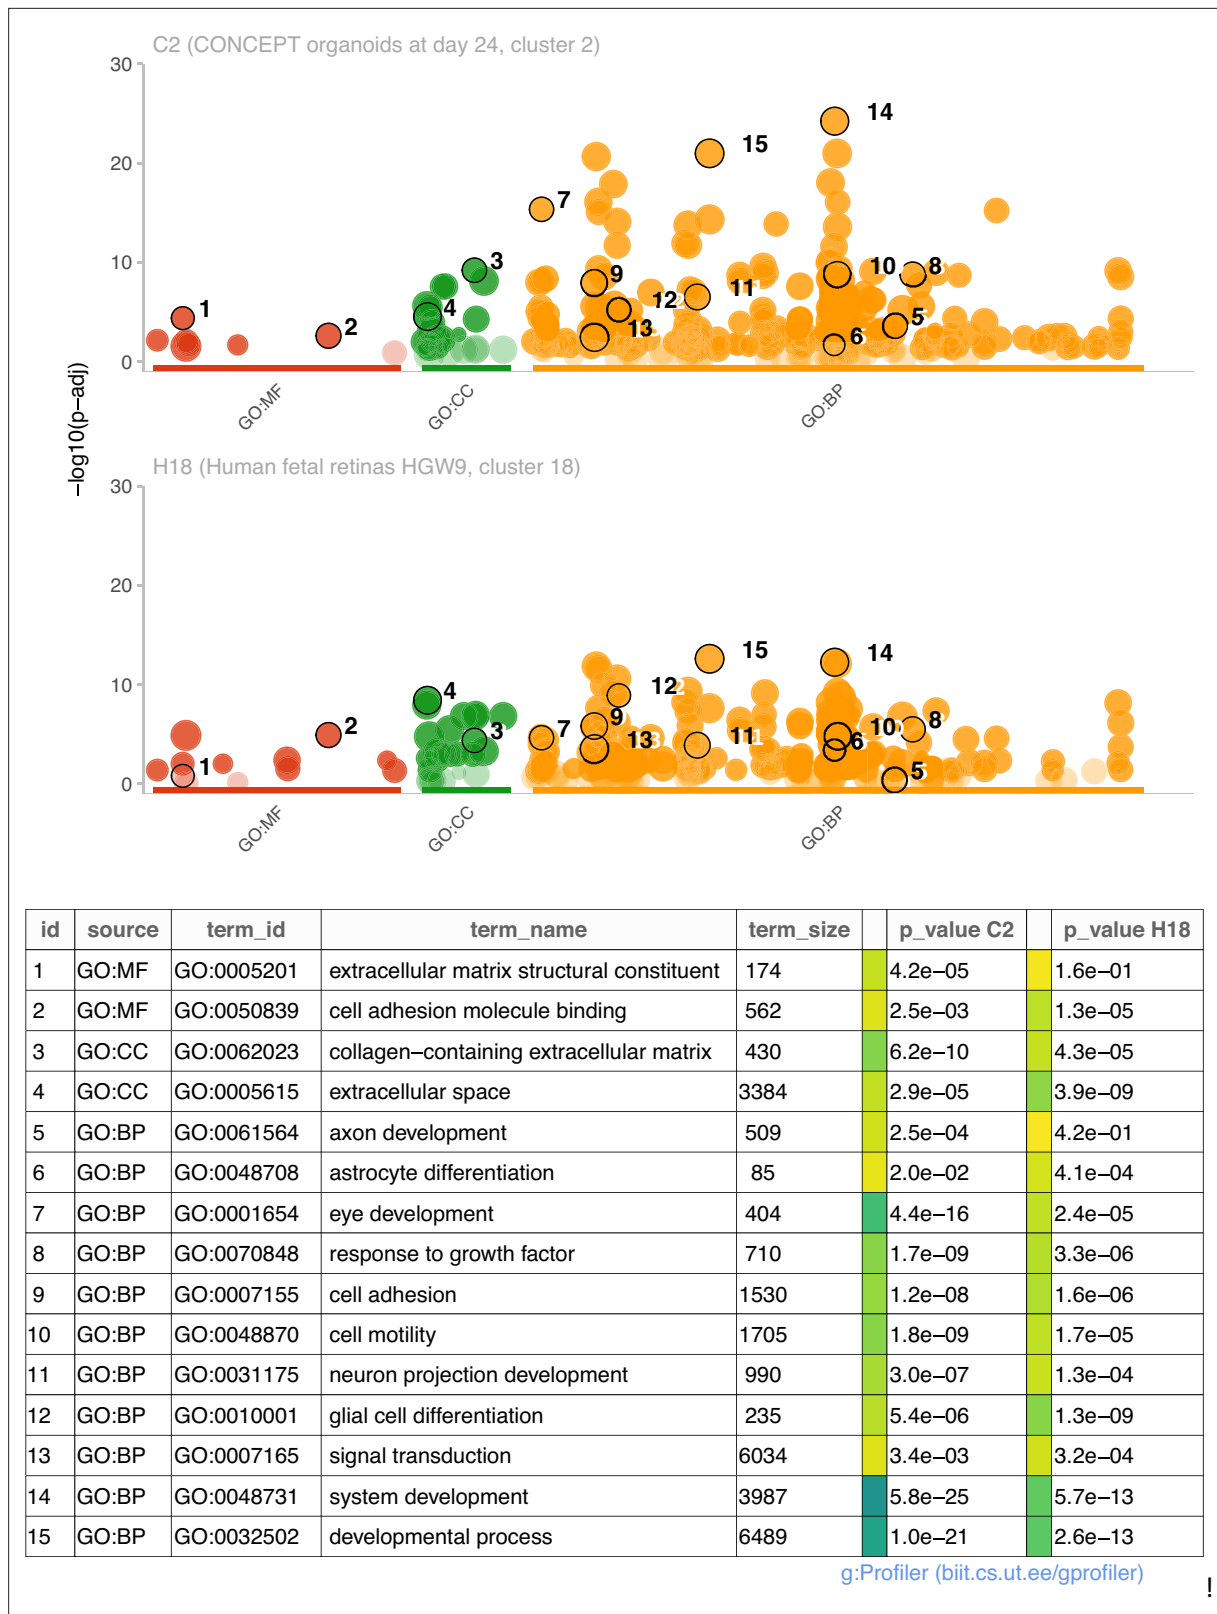 C2 (CONCEPT organoids at day 24, cluster 2)
30
20
10
0
1
2
3
4
7
9
12
13
15
11
14
10
8
5
6
GO:MF
GO:CC
GO:BP
−log10(p−adj)
H18 (Human fetal retinas HGW9, cluster 18)
30
20
10
0
1
2
4
3
7
12
9
13
15
11
14
10
6
8
5
GO:MF
GO:CC
GO:BP
id source term_id term_name term_size p_value C2 p_value H18
1 GO:MF GO:0005201 extracellular matrix structural constituent 174 4.2e−05 1.6e−01
2 GO:MF GO:0050839 cell adhesion molecule binding 562 2.5e−03 1.3e−05
3 GO:CC GO:0062023 collagen−containing extracellular matrix 430 6.2e−10 4.3e−05
4 GO:CC GO:0005615 extracellular space 3384 2.9e−05 3.9e−09
5 GO:BP GO:0061564 axon development 509 2.5e−04 4.2e−01
6 GO:BP GO:0048708 astrocyte differentiation 85 2.0e−02 4.1e−04
7 GO:BP GO:0001654 eye development 404 4.4e−16 2.4e−05
8 GO:BP GO:0070848 response to growth factor 710 1.7e−09 3.3e−06
9 GO:BP GO:0007155 cell adhesion 1530 1.2e−08 1.6e−06
10 GO:BP GO:0048870 cell motility 1705 1.8e−09 1.7e−05
11 GO:BP GO:0031175 neuron projection development 990 3.0e−07 1.3e−04
12 GO:BP GO:0010001 glial cell differentiation 235 5.4e−06 1.3e−09
13 GO:BP GO:0007165 signal transduction 6034 3.4e−03 3.2e−04
14 GO:BP GO:0048731 system development 3987 5.8e−25 5.7e−13
15 GO:BP GO:0032502 developmental process 6489 1.0e−21 2.6e−13
g:Profiler (biit.cs.ut.ee/gprofiler)
!